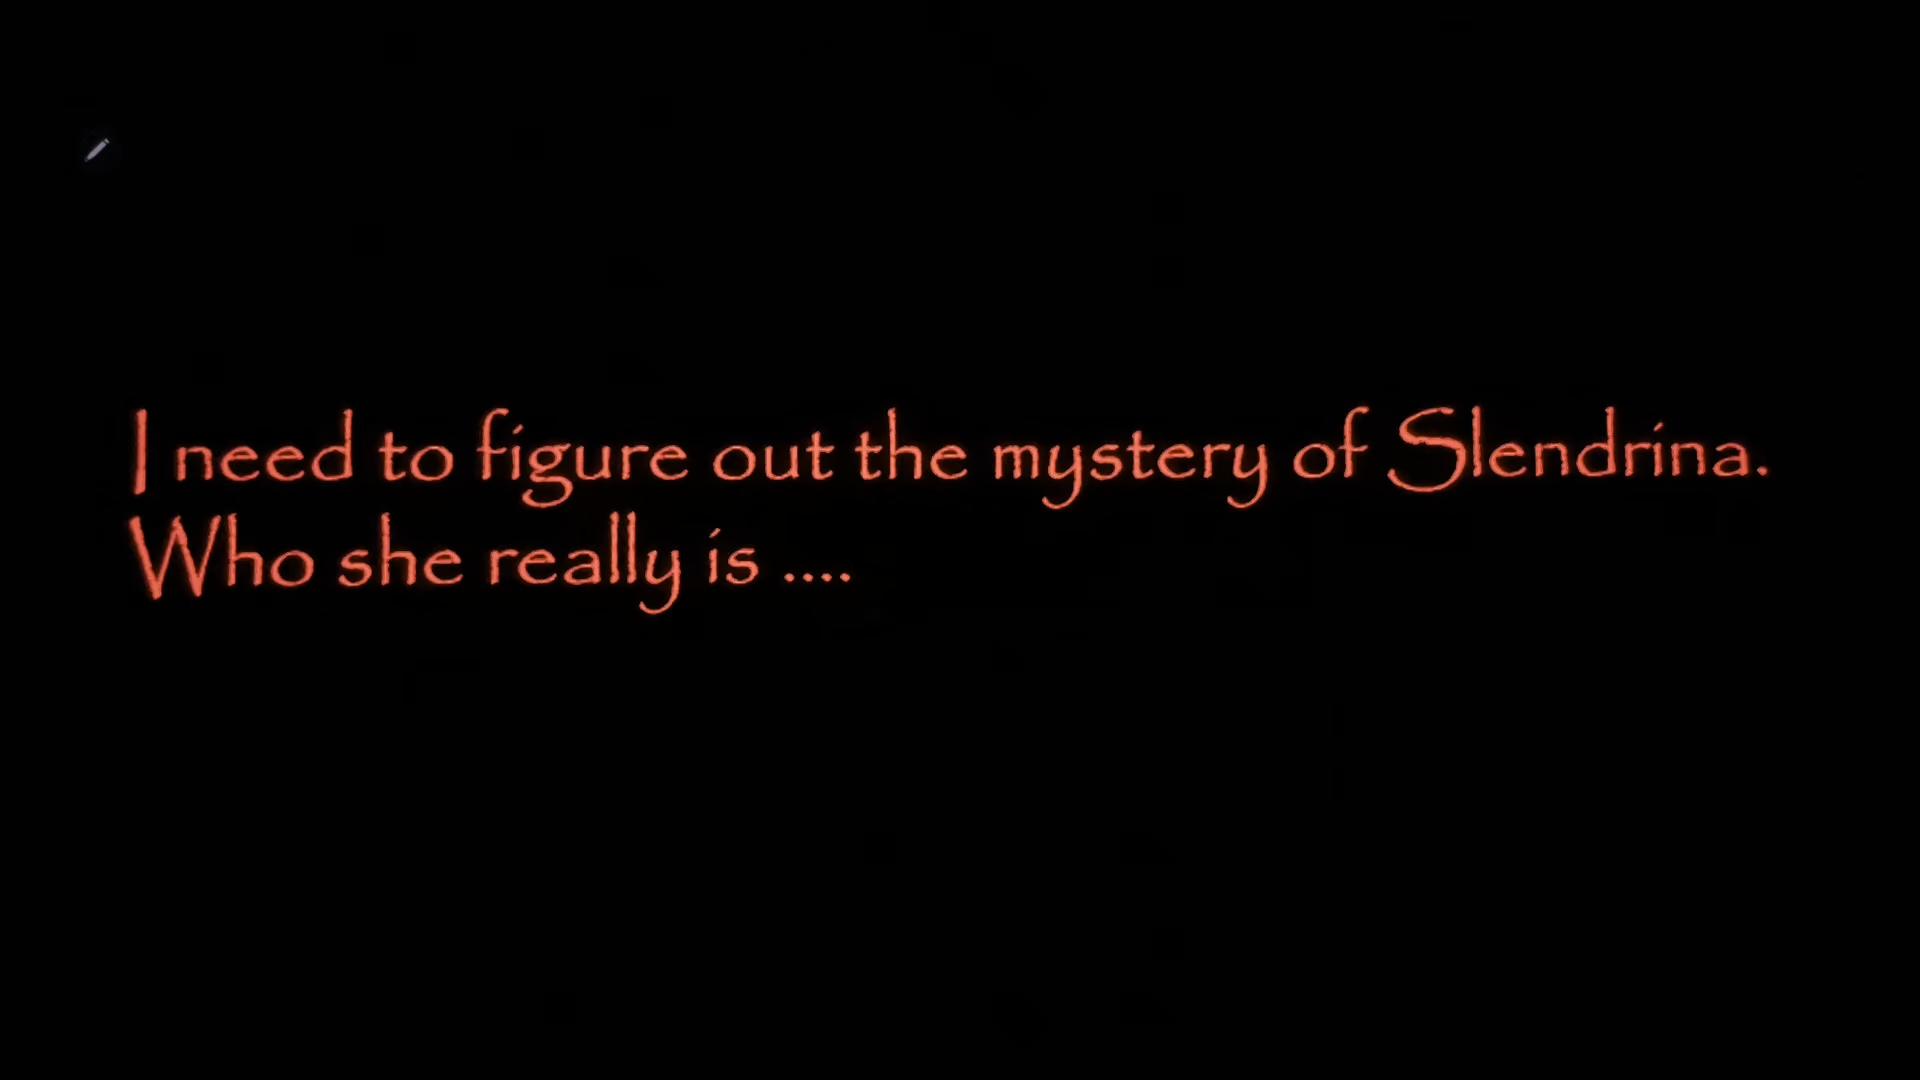 I need to figure out the mystery of Slendrina.
Who she really is ....